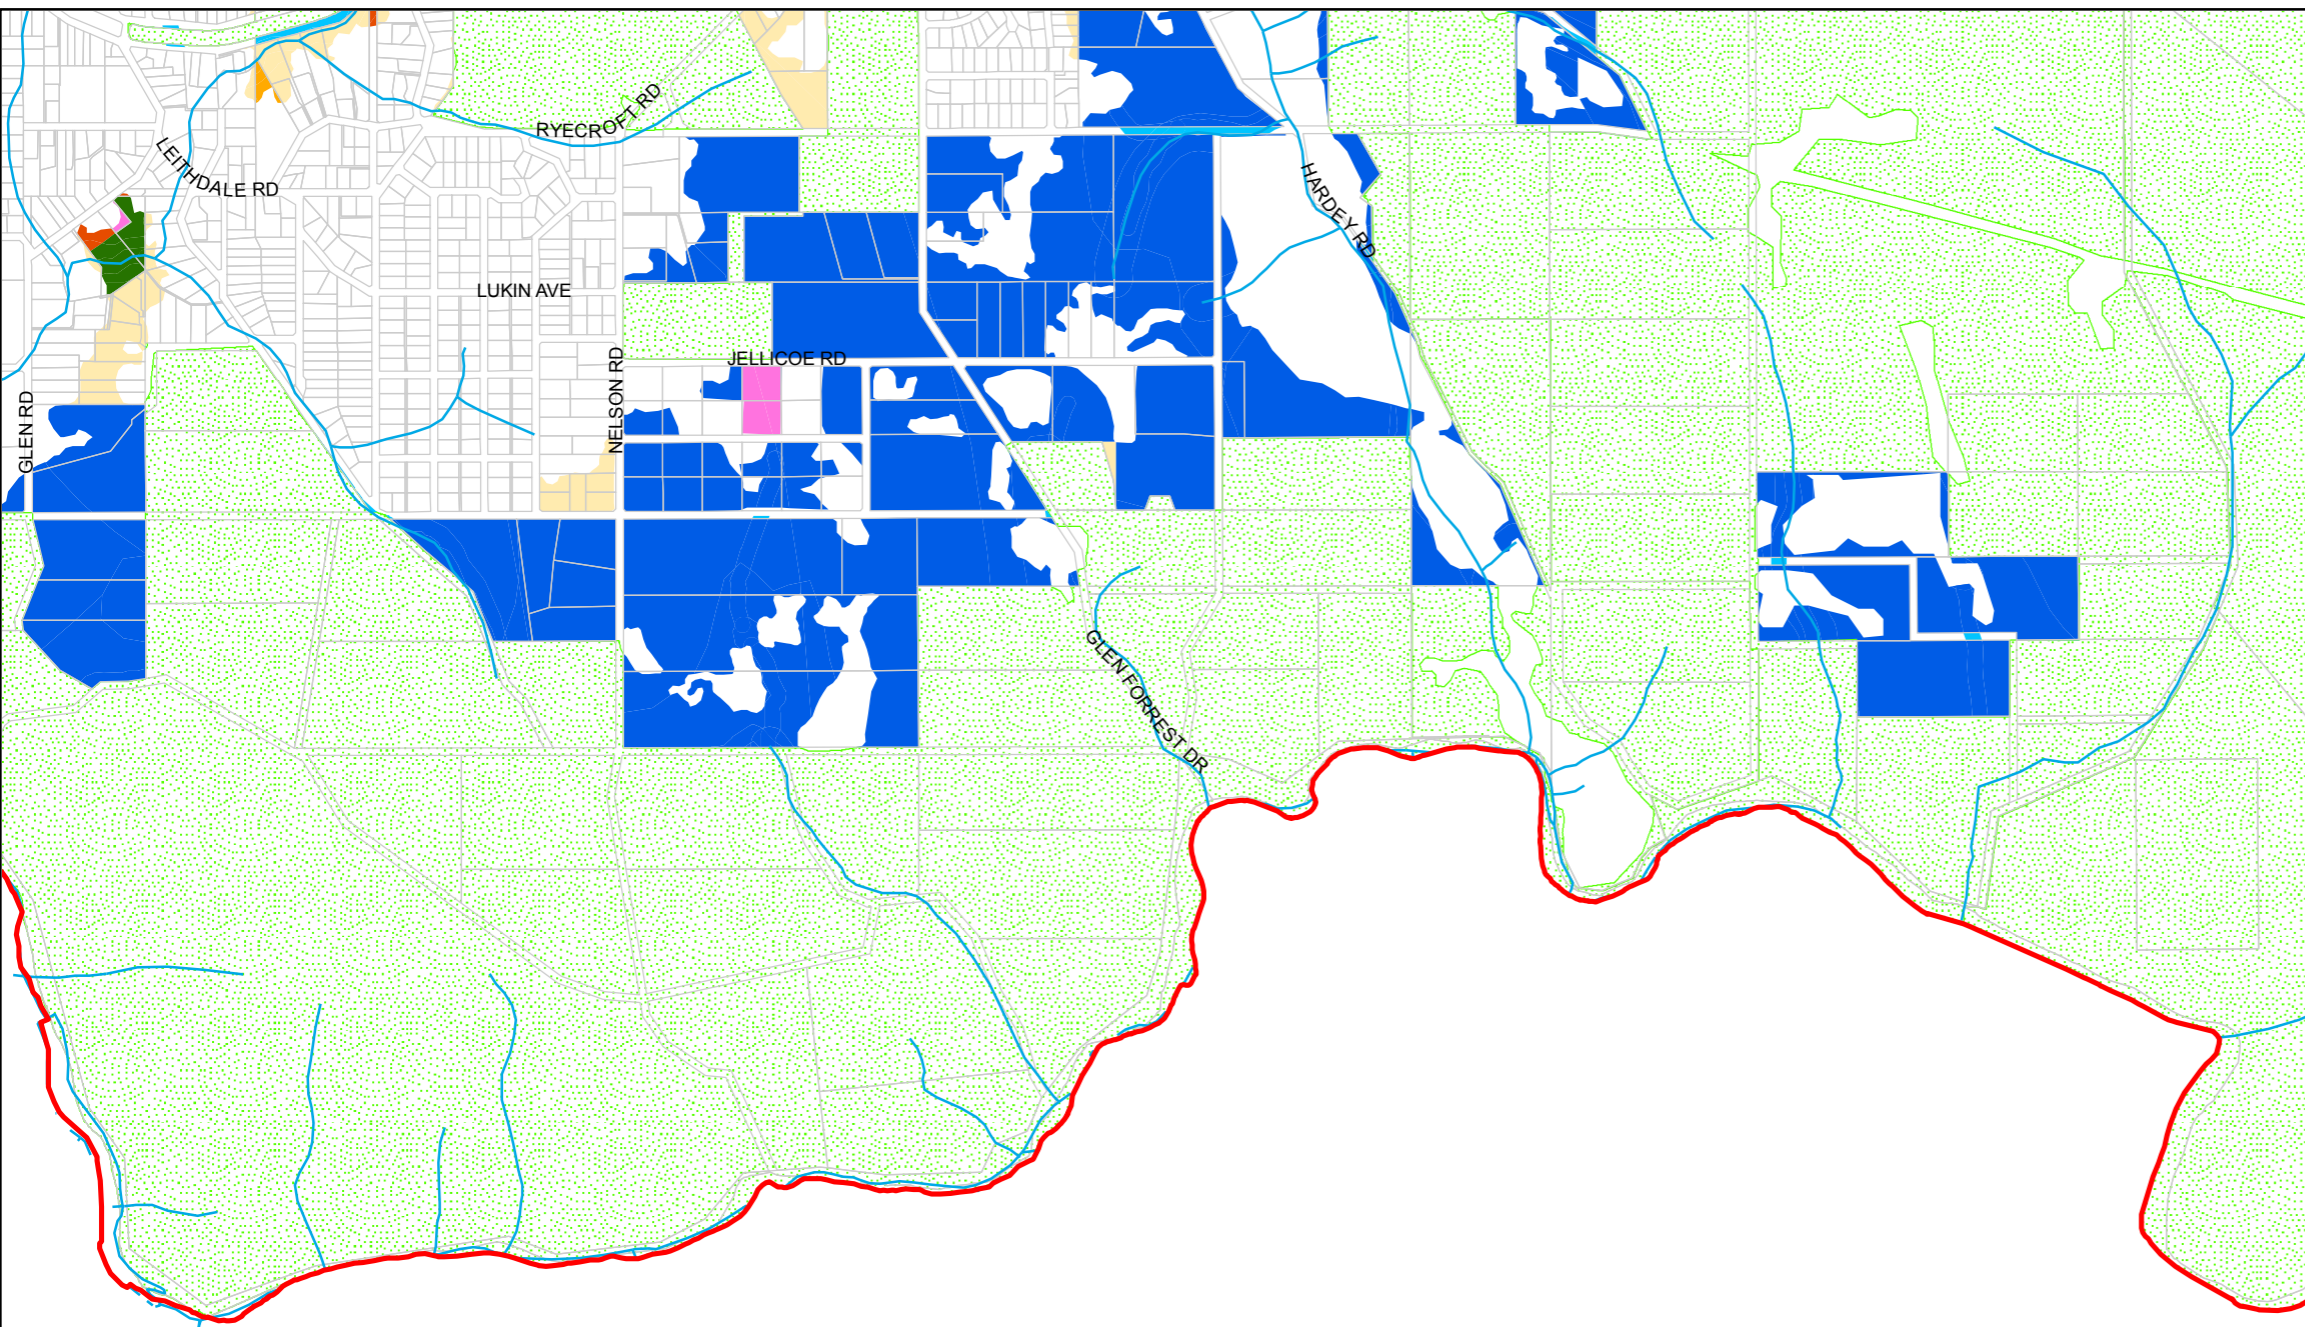 RYECROFT RD
LEITHDALE RD
HARDEY RD
LUKIN AVE
JELLICOE RD
NELSON RD
GLEN RD
GLEN FORREST DR